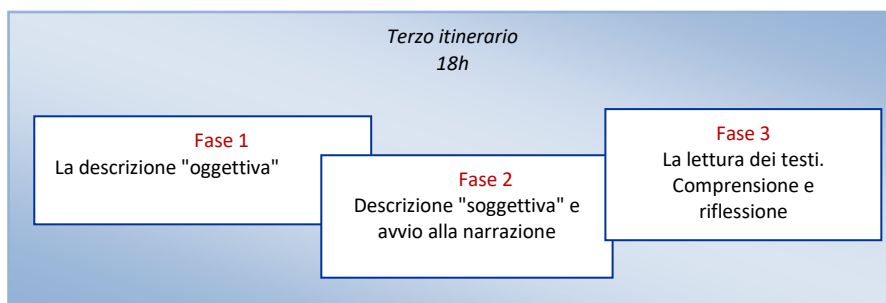 Terzo itinerario
18h
Fase 1
La descrizione "oggettiva"
Fase 2
Descrizione "soggettiva" e
avvio alla narrazione
Fase 3
La lettura dei testi.
Comprensione e
riflessione